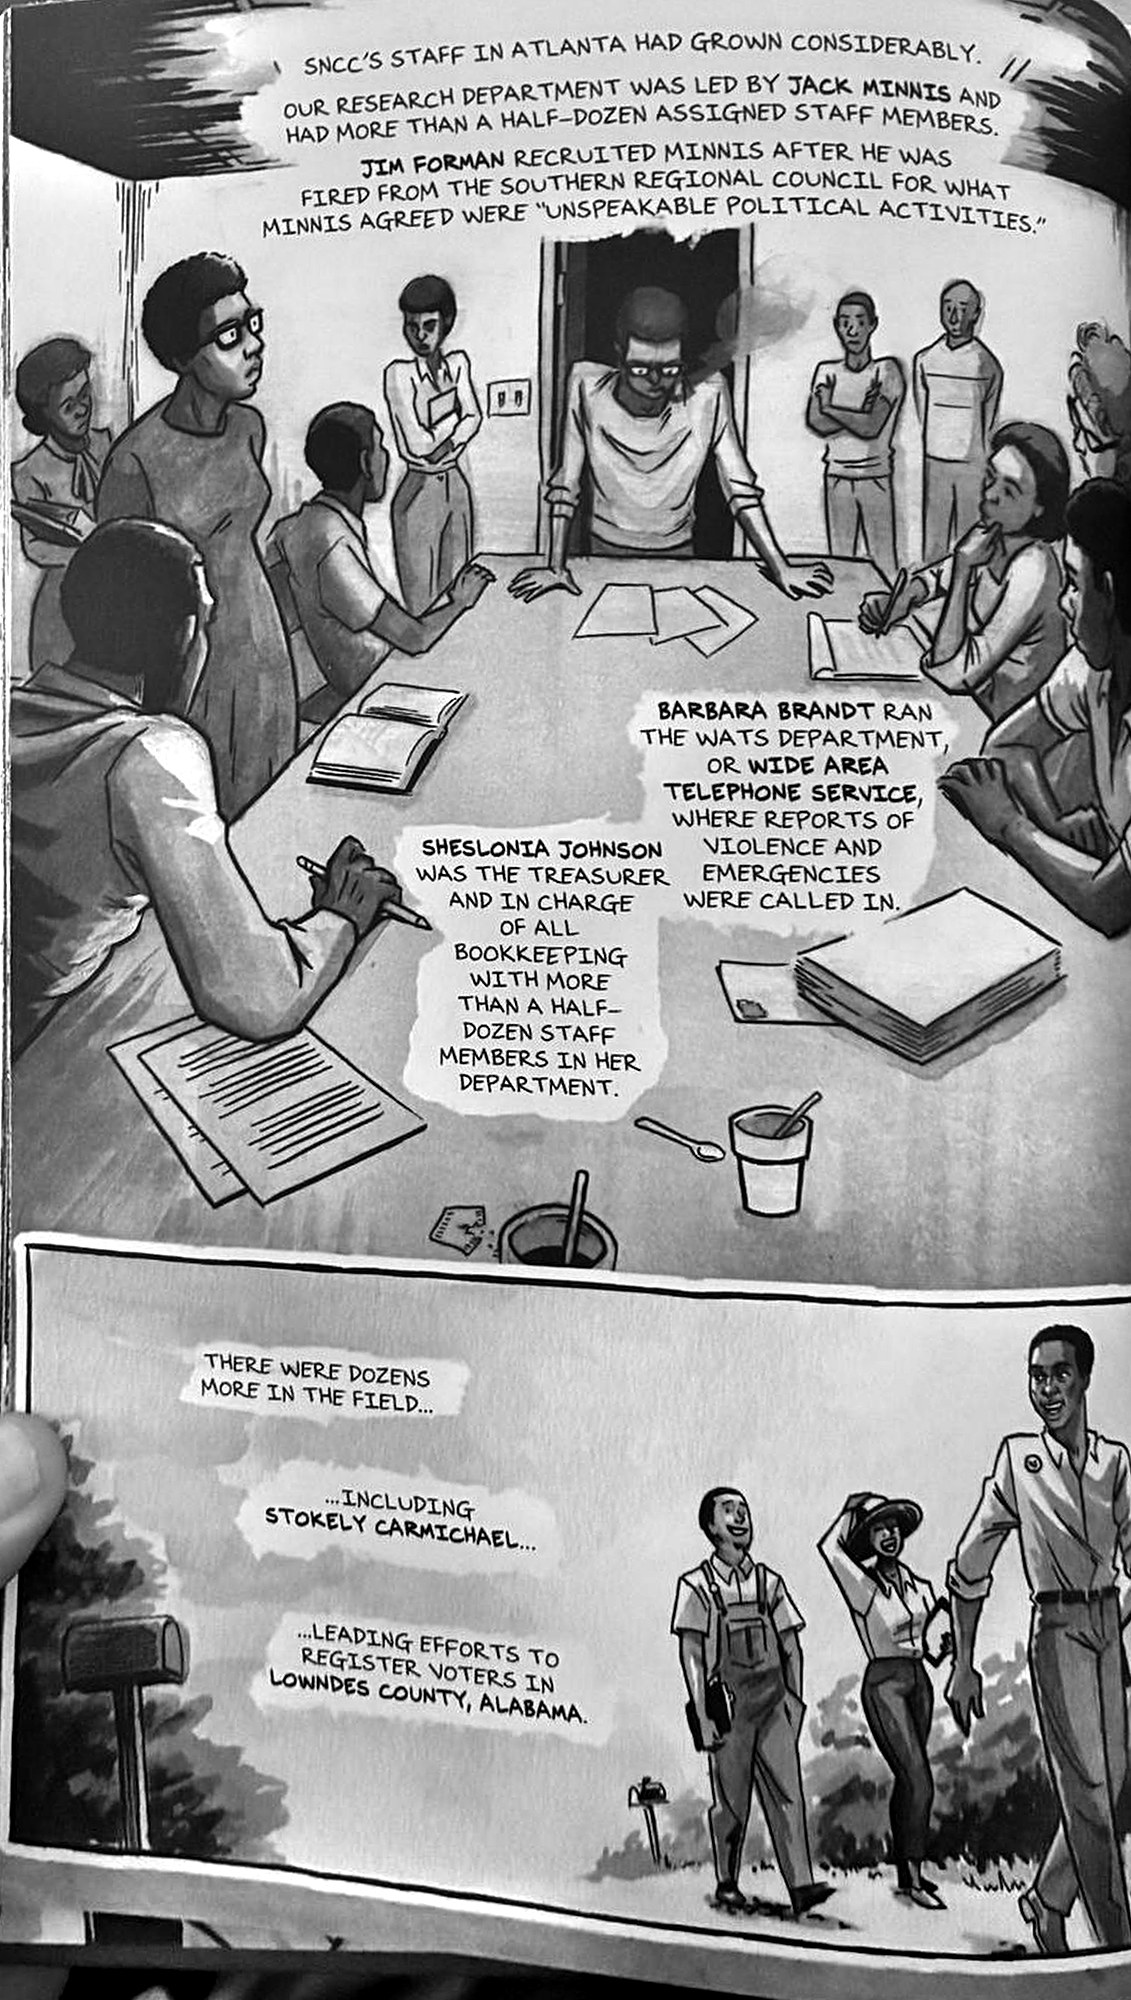 SNCC'S STAFF IN ATLANTA HAD GROWN CONSIDERABLY.
OUR RESEARCH DEPARTMENT WAS LED BY JACK MINNIS AND
HAD MORE THAN A HALF-DOZEN ASSIGNED STAFF MEMBERS.
JIM FORMAN RECRUITED MINNIS AFTER HE WAS
FIRED FROM THE SOUTHERN REGIONAL COUNCIL FOR WHAT
MINNIS AGREED WERE "UNSPEAKABLE POLITICAL ACTIVITIES."
BARBARA BRANDT RAN
THE WATS DEPARTMENT,
OR WIDE AREA
TELEPHONE SERVICE,
WHERE REPORTS OF
VIOLENCE AND
EMERGENCIES
WERE CALLED IN.
SHESLONIA JOHNSON
WAS THE TREASURER
AND IN CHARGE
OF ALL
BOOKKEEPING
WITH MORE
THAN A HALF-
DOZEN STAFF
MEMBERS IN HER
DEPARTMENT.
THERE WERE DOZENS
MORE IN THE FIELD...
...INCLUDING
STOKELY CARMICHAEL...
...LEADING EFFORTS TO
REGISTER VOTERS IN
LOWNDES COUNTY, ALABAMA.